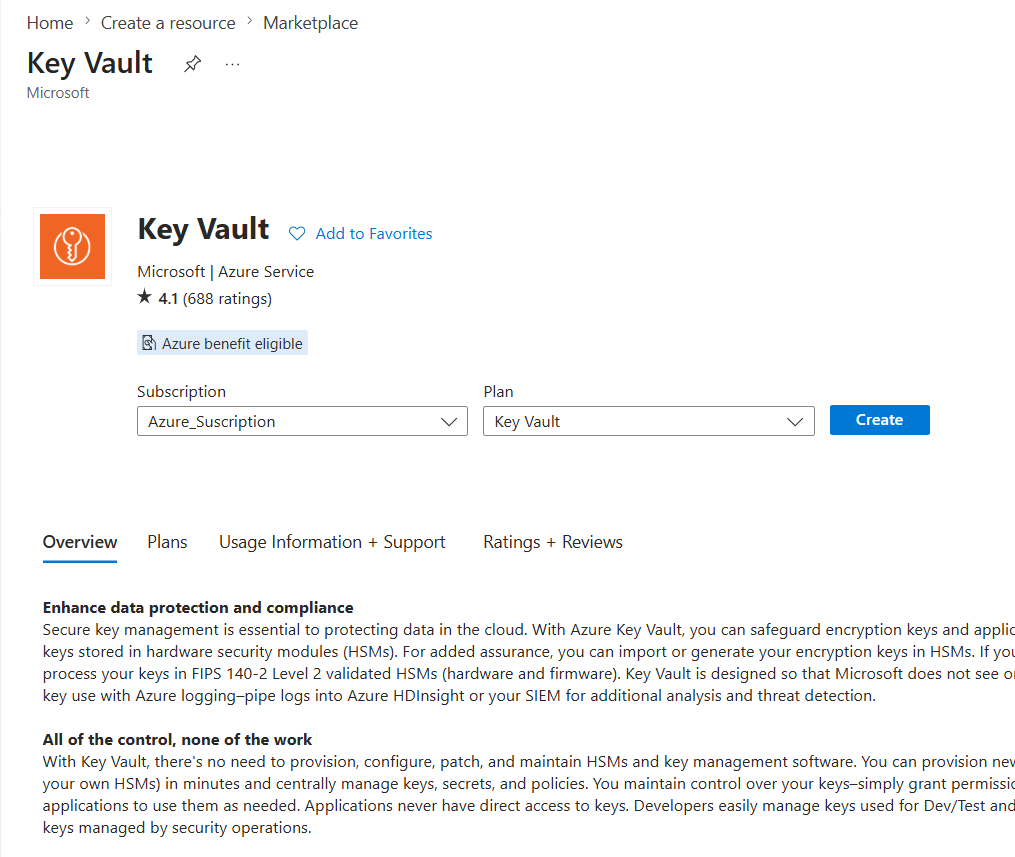 Home > Create a resource > Marketplace
Key Vault ...
Microsoft
Key Vault Add to Favorites
Microsoft | Azure Service
★ 4.1 (688 ratings)
Azure benefit eligible
Subscription Plan
Azure_Suscription Key Vault Create
Overview Plans Usage Information + Support Ratings + Reviews
Enhance data protection and compliance
Secure key management is essential to protecting data in the cloud. With Azure Key Vault, you can safeguard encryption keys and
keys stored in hardware security modules (HSMs). For added assurance, you can import or generate your encryption keys in HSMs. If
process your keys in FIPS 140-2 Level 2 validated HSMs (hardware and firmware). Key Vault is designed so that Microsoft does not see
key use with Azure logging–pipe logs into Azure HDInsight or your SIEM for additional analysis and threat detection.
All of the control, none of the work
With Key Vault, there's no need to provision, configure, patch, and maintain HSMs and key management software. You can provision
your own HSMs) in minutes and centrally manage keys, secrets, and policies. You maintain control over your keys–simply grant
applications to use them as needed. Applications never have direct access to keys. Developers easily manage keys used for Dev/Test and
keys managed by security operations.